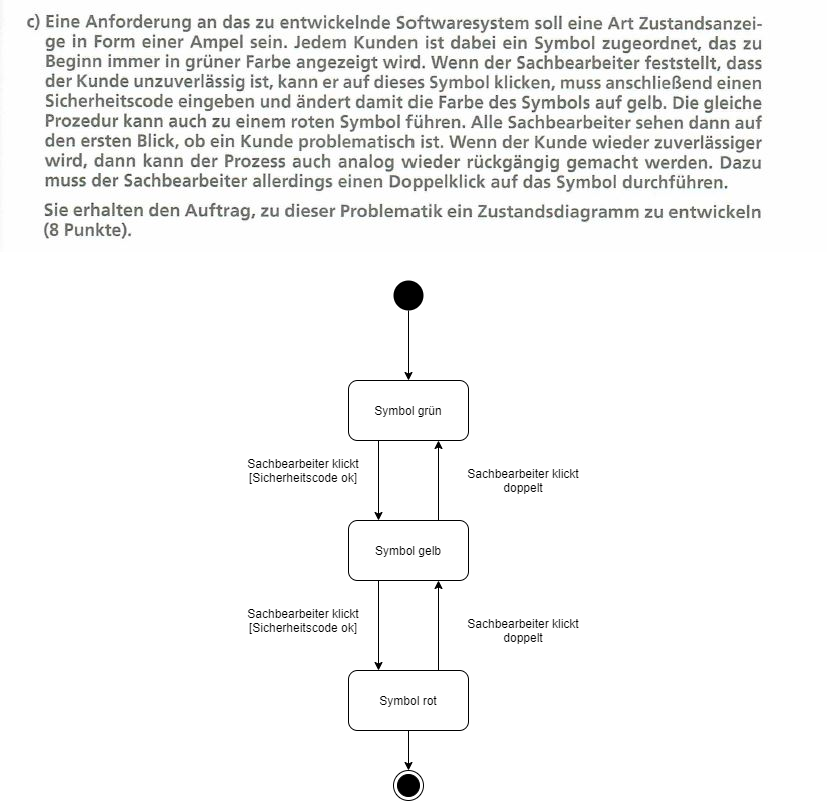 c) Eine Anforderung an das zu entwickelnde Softwaresystem soll eine Art Zustandsanzei-
ge in Form einer Ampel sein. Jedem Kunden ist dabei ein Symbol zugeordnet, das zu
Beginn immer in grüner Farbe angezeigt wird. Wenn der Sachbearbeiter feststellt, dass
der Kunde unzuverlässig ist, kann er auf dieses Symbol klicken, muss anschließend einen
Sicherheitscode eingeben und ändert damit die Farbe des Symbols auf gelb. Die gleiche
Prozedur kann auch zu einem roten Symbol führen. Alle Sachbearbeiter sehen dann auf
den ersten Blick, ob ein Kunde problematisch ist. Wenn der Kunde wieder zuverlässiger
wird, dann kann der Prozess auch analog wieder rückgängig gemacht werden. Dazu
muss der Sachbearbeiter allerdings einen Doppelklick auf das Symbol durchführen.
Sie erhalten den Auftrag, zu dieser Problematik ein Zustandsdiagramm zu entwickeln
(8 Punkte).
Symbol grün
Sachbearbeiter klickt
[Sicherheitscode ok]
Sachbearbeiter klickt
doppelt
Symbol gelb
Sachbearbeiter klickt
[Sicherheitscode ok]
Sachbearbeiter klickt
doppelt
Symbol rot